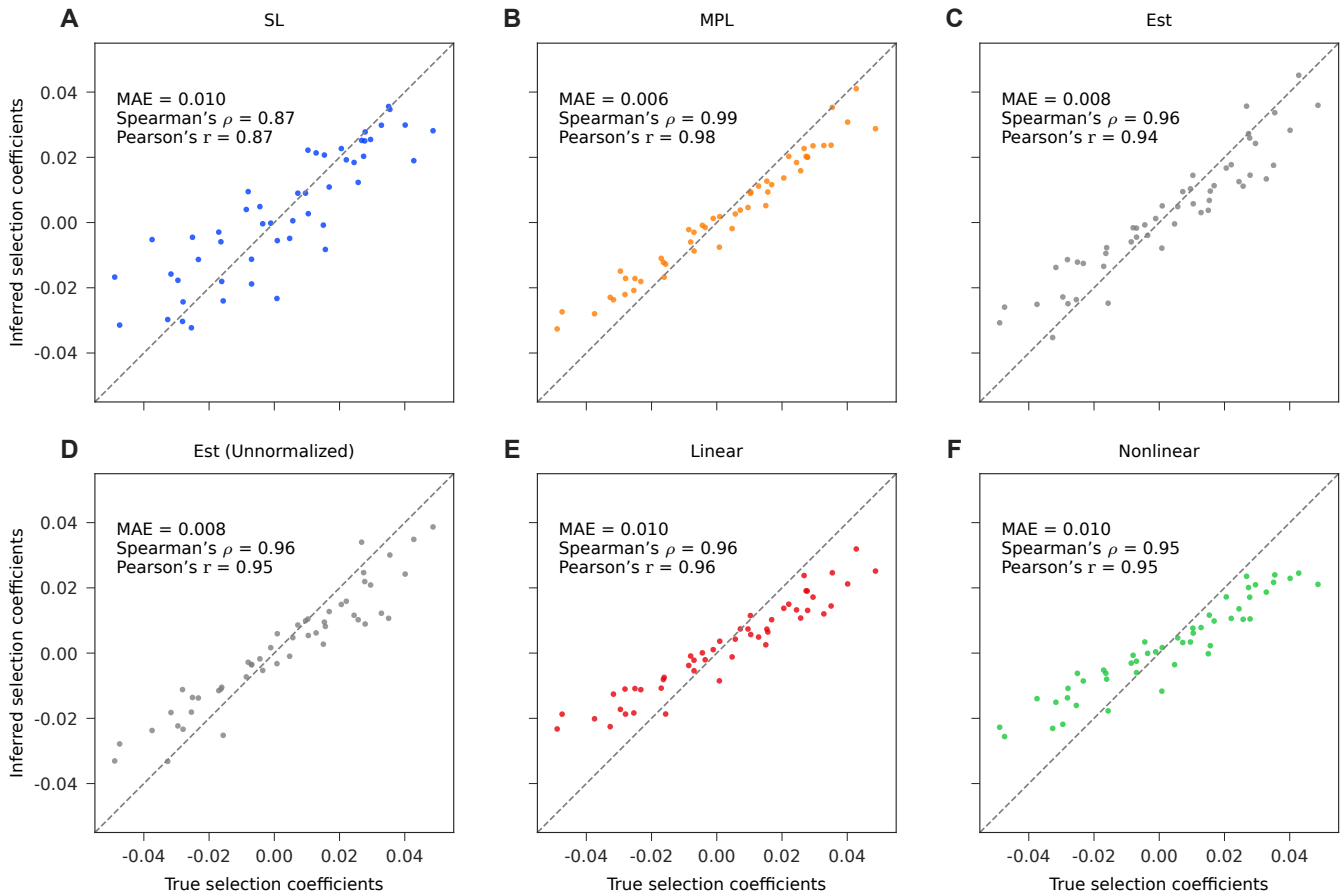 A
SL
MAE = 0.010
Spearman’s ρ = 0.87
Pearson’s r = 0.87
Inferred selection coefficients
0.04
0.02
0.00
-0.02
-0.04
B
MPL
MAE = 0.006
Spearman’s ρ = 0.99
Pearson’s r = 0.98
C
Est
MAE = 0.008
Spearman’s ρ = 0.96
Pearson’s r = 0.94
D
Est (Unnormalized)
MAE = 0.008
Spearman’s ρ = 0.96
Pearson’s r = 0.95
Inferred selection coefficients
0.04
0.02
0.00
-0.02
-0.04
-0.04 -0.02 0.00 0.02 0.04
True selection coefficients
E
Linear
MAE = 0.010
Spearman’s ρ = 0.96
Pearson’s r = 0.96
-0.04 -0.02 0.00 0.02 0.04
True selection coefficients
F
Nonlinear
MAE = 0.010
Spearman’s ρ = 0.95
Pearson’s r = 0.95
-0.04 -0.02 0.00 0.02 0.04
True selection coefficients